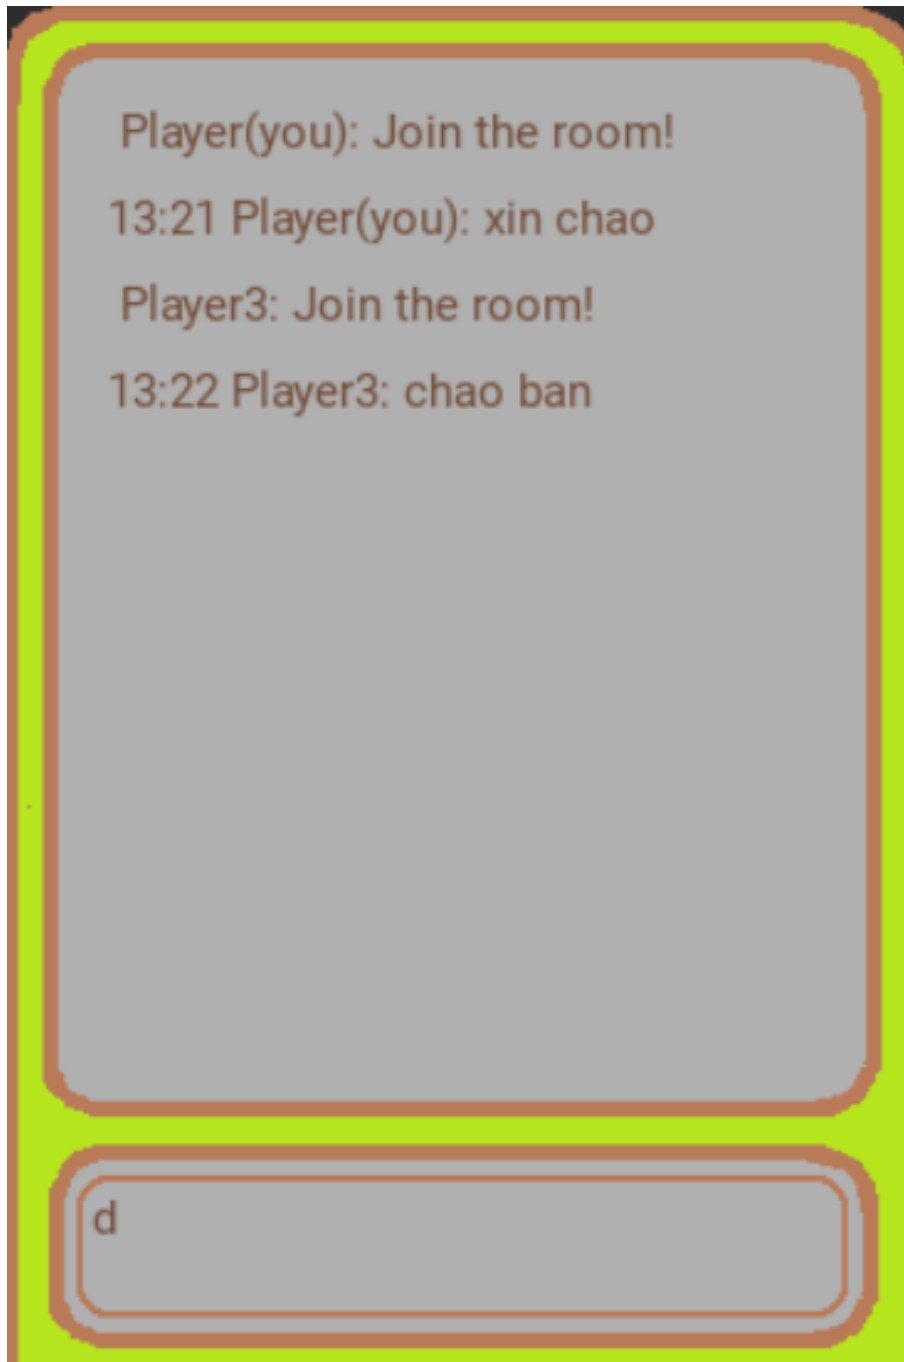 Player(you): Join the room!
13:21 Player(you): xin chao
Player3: Join the room!
13:22 Player3: chao ban
d